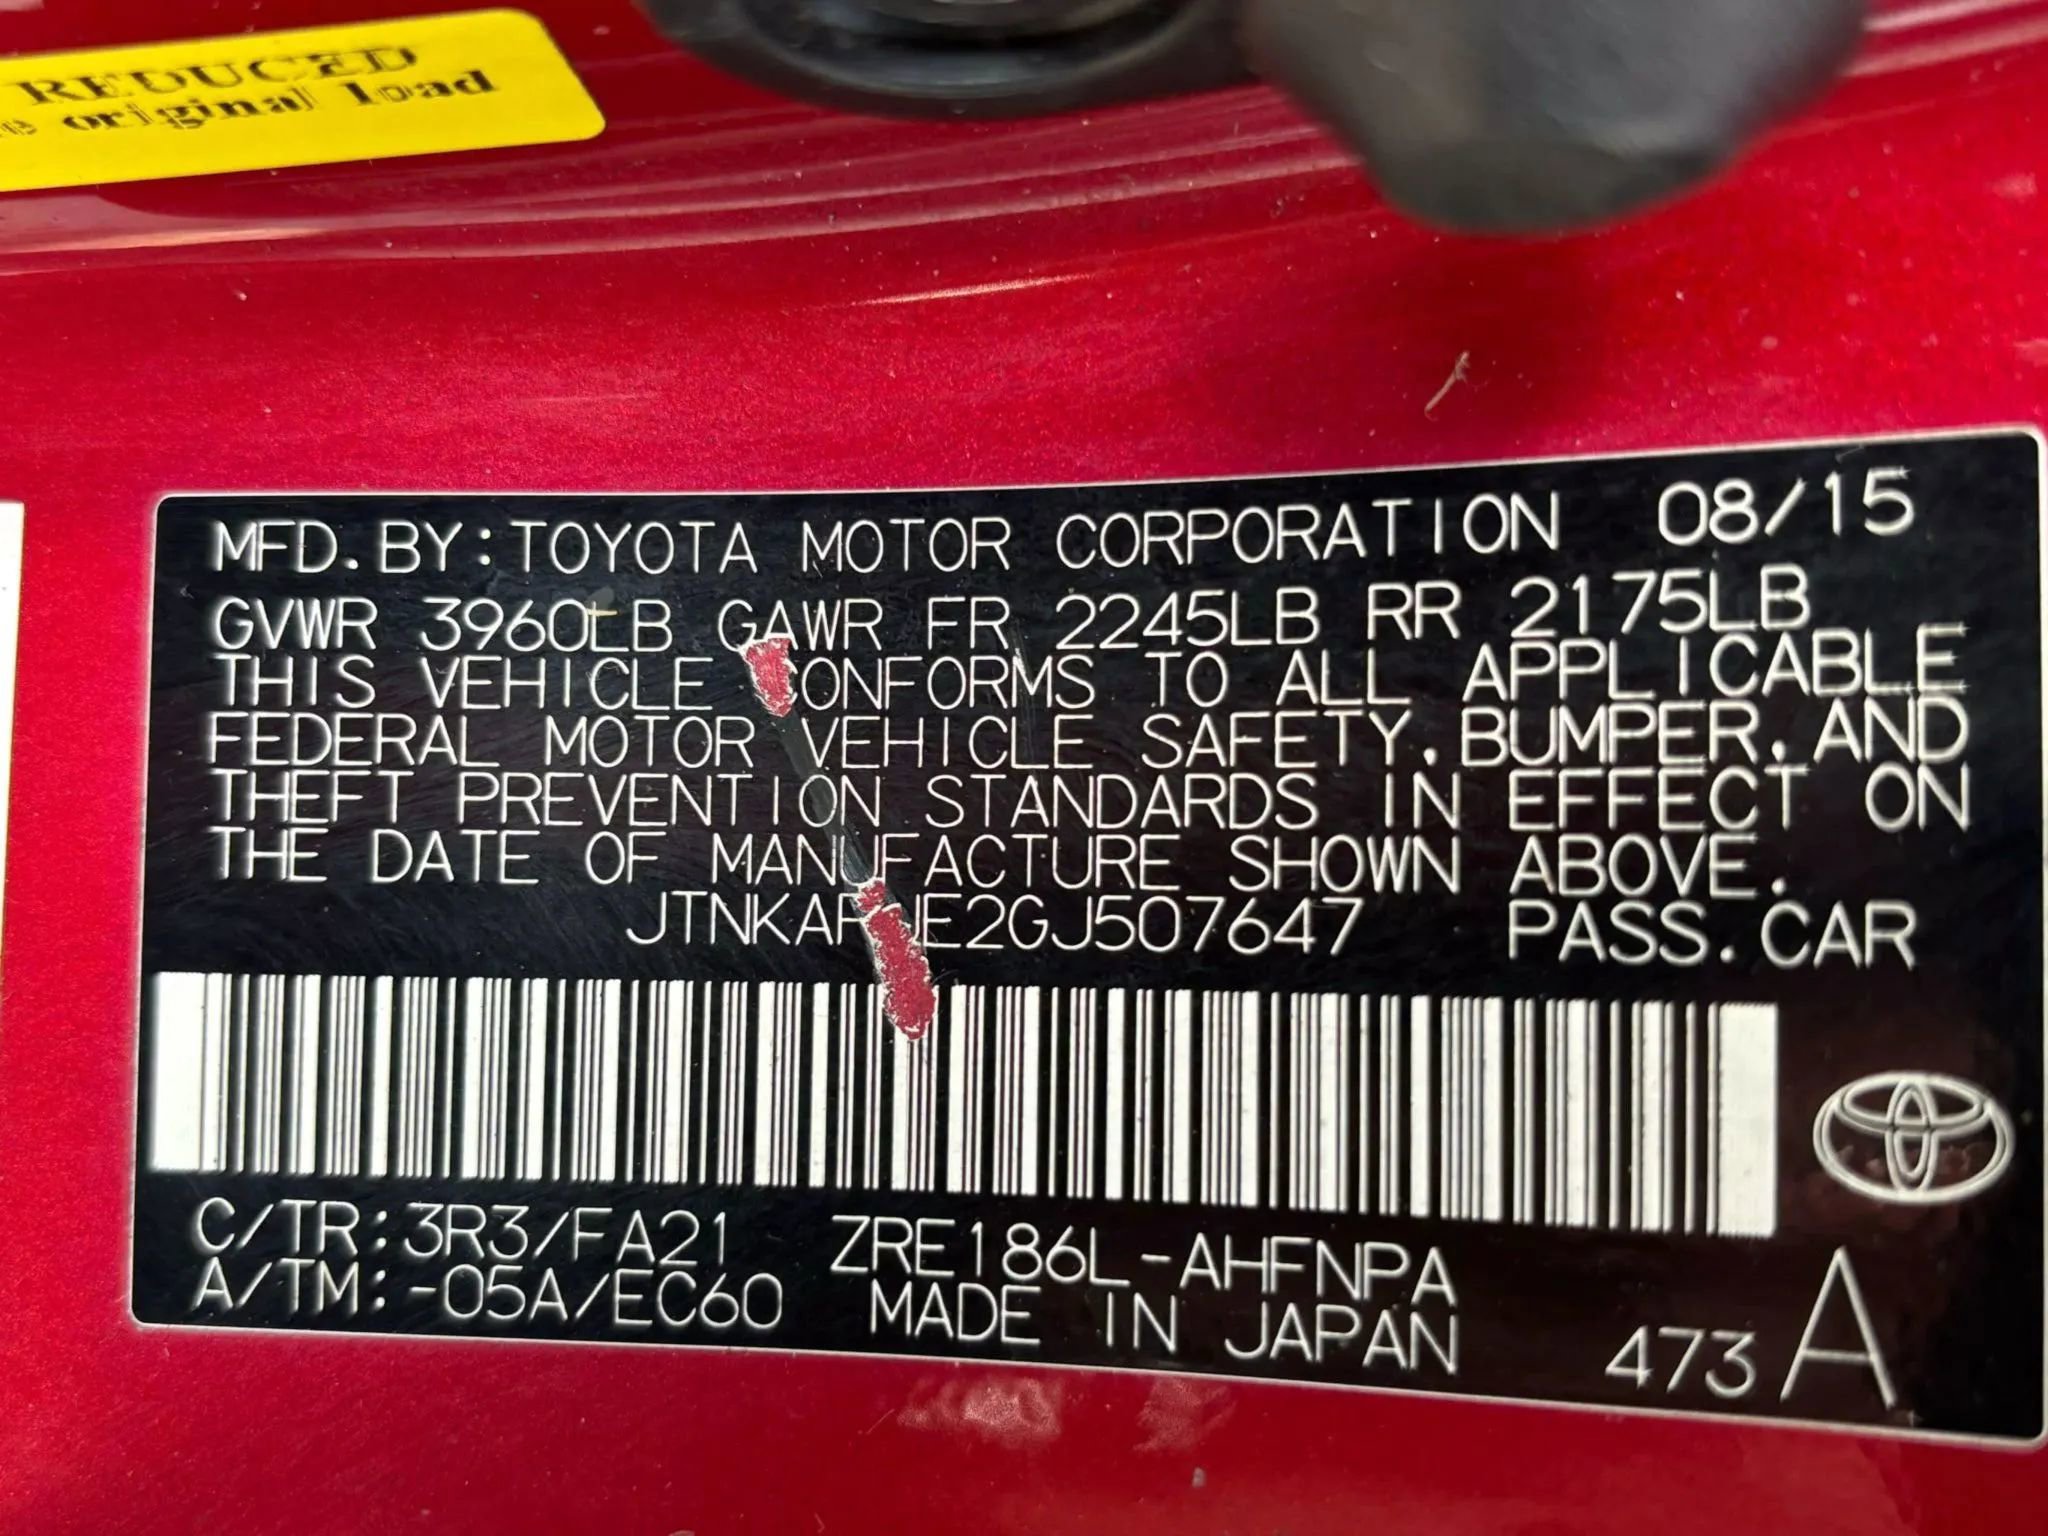 REDUCED
original load
MFD. BY: TOYOTA MOTOR CORPORATION 08/15
GVWR 3960LB GAWR FR 2245LB RR 2175LB
THIS VEHICLE CONFORMS TO ALL APPLICABLE
FEDERAL MOTOR VEHICLE SAFETY, BUMPER, AND
THEFT PREVENTION STANDARDS IN EFFECT ON
THE DATE OF MANUFACTURE SHOWN ABOVE.
PASS. CAR
C/TR: 3R3/FA21 ZRE186L-AHFNPA
A/TM: -05A/EC60 MADE IN JAPAN 473 A